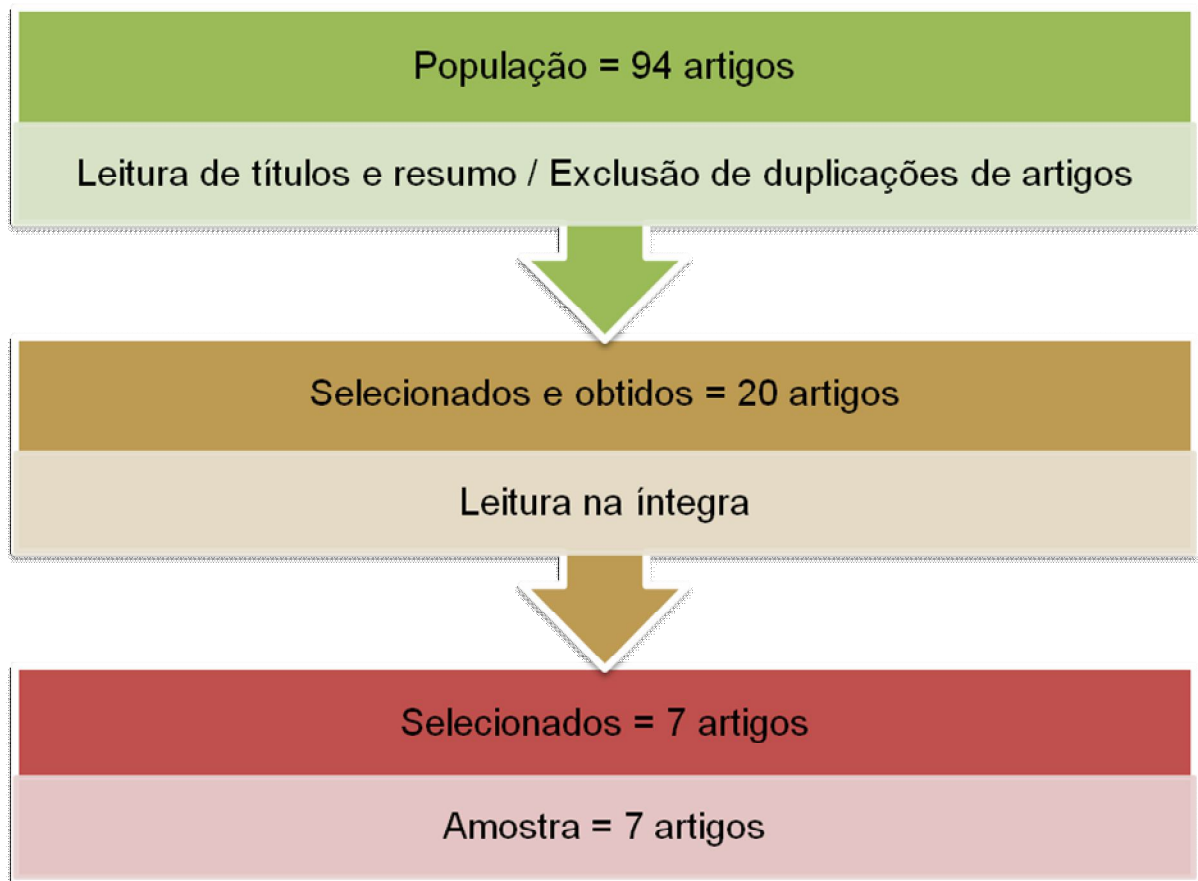 População = 94 artigos
Leitura de títulos e resumo / Exclusão de duplicações de artigos
Selecionados e obtidos = 20 artigos
Leitura na íntegra
Selecionados = 7 artigos
Amostra = 7 artigos